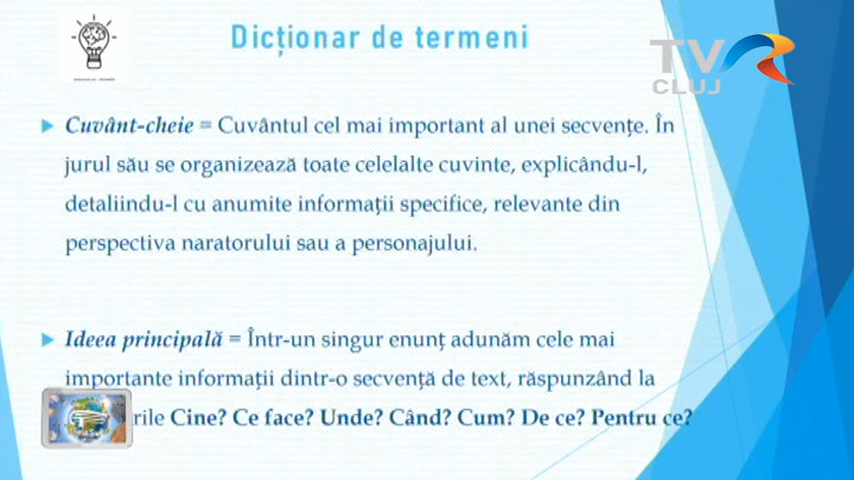 Dicționar de termeni
TVR
CLUJ
Cuvânt-cheie = Cuvântul cel mai important al unei secvențe. În
jurul său se organizează toate celelalte cuvinte, explicându-l,
detaliindu-l cu anumite informații specifice, relevante din
perspectiva naratorului sau a personajului.
Ideea principală = Într-un singur enunț adunăm cele mai
importante informații dintr-o secvență de text, răspunzând la
rile Cine? Ce face? Unde? Când? Cum? De ce? Pentru ce?